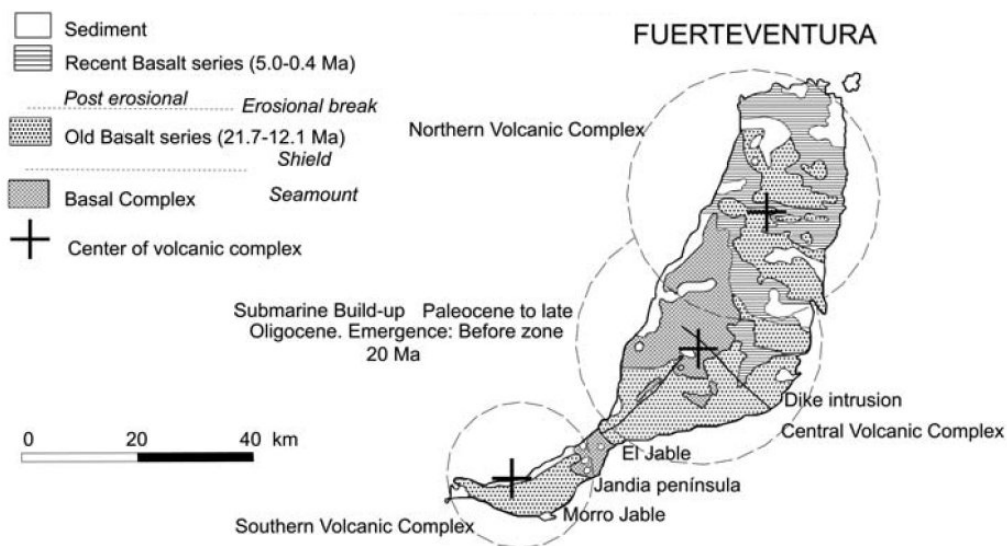 FUERTEVENTURA
Sediment
Recent Basalt series (5.0-0.4 Ma)
Post erosional
Erosional break
Old Basalt series (21.7-12.1 Ma)
Shield
Seamount
Basal Complex
Center of volcanic complex
Northern Volcanic Complex
Submarine Build-up Paleocene to late
Oligocene. Emergence: Before zone
20 Ma
0 20 40 km
Dike intrusion
Central Volcanic Complex
El Jable
Jandia península
Morro Jable
Southern Volcanic Complex